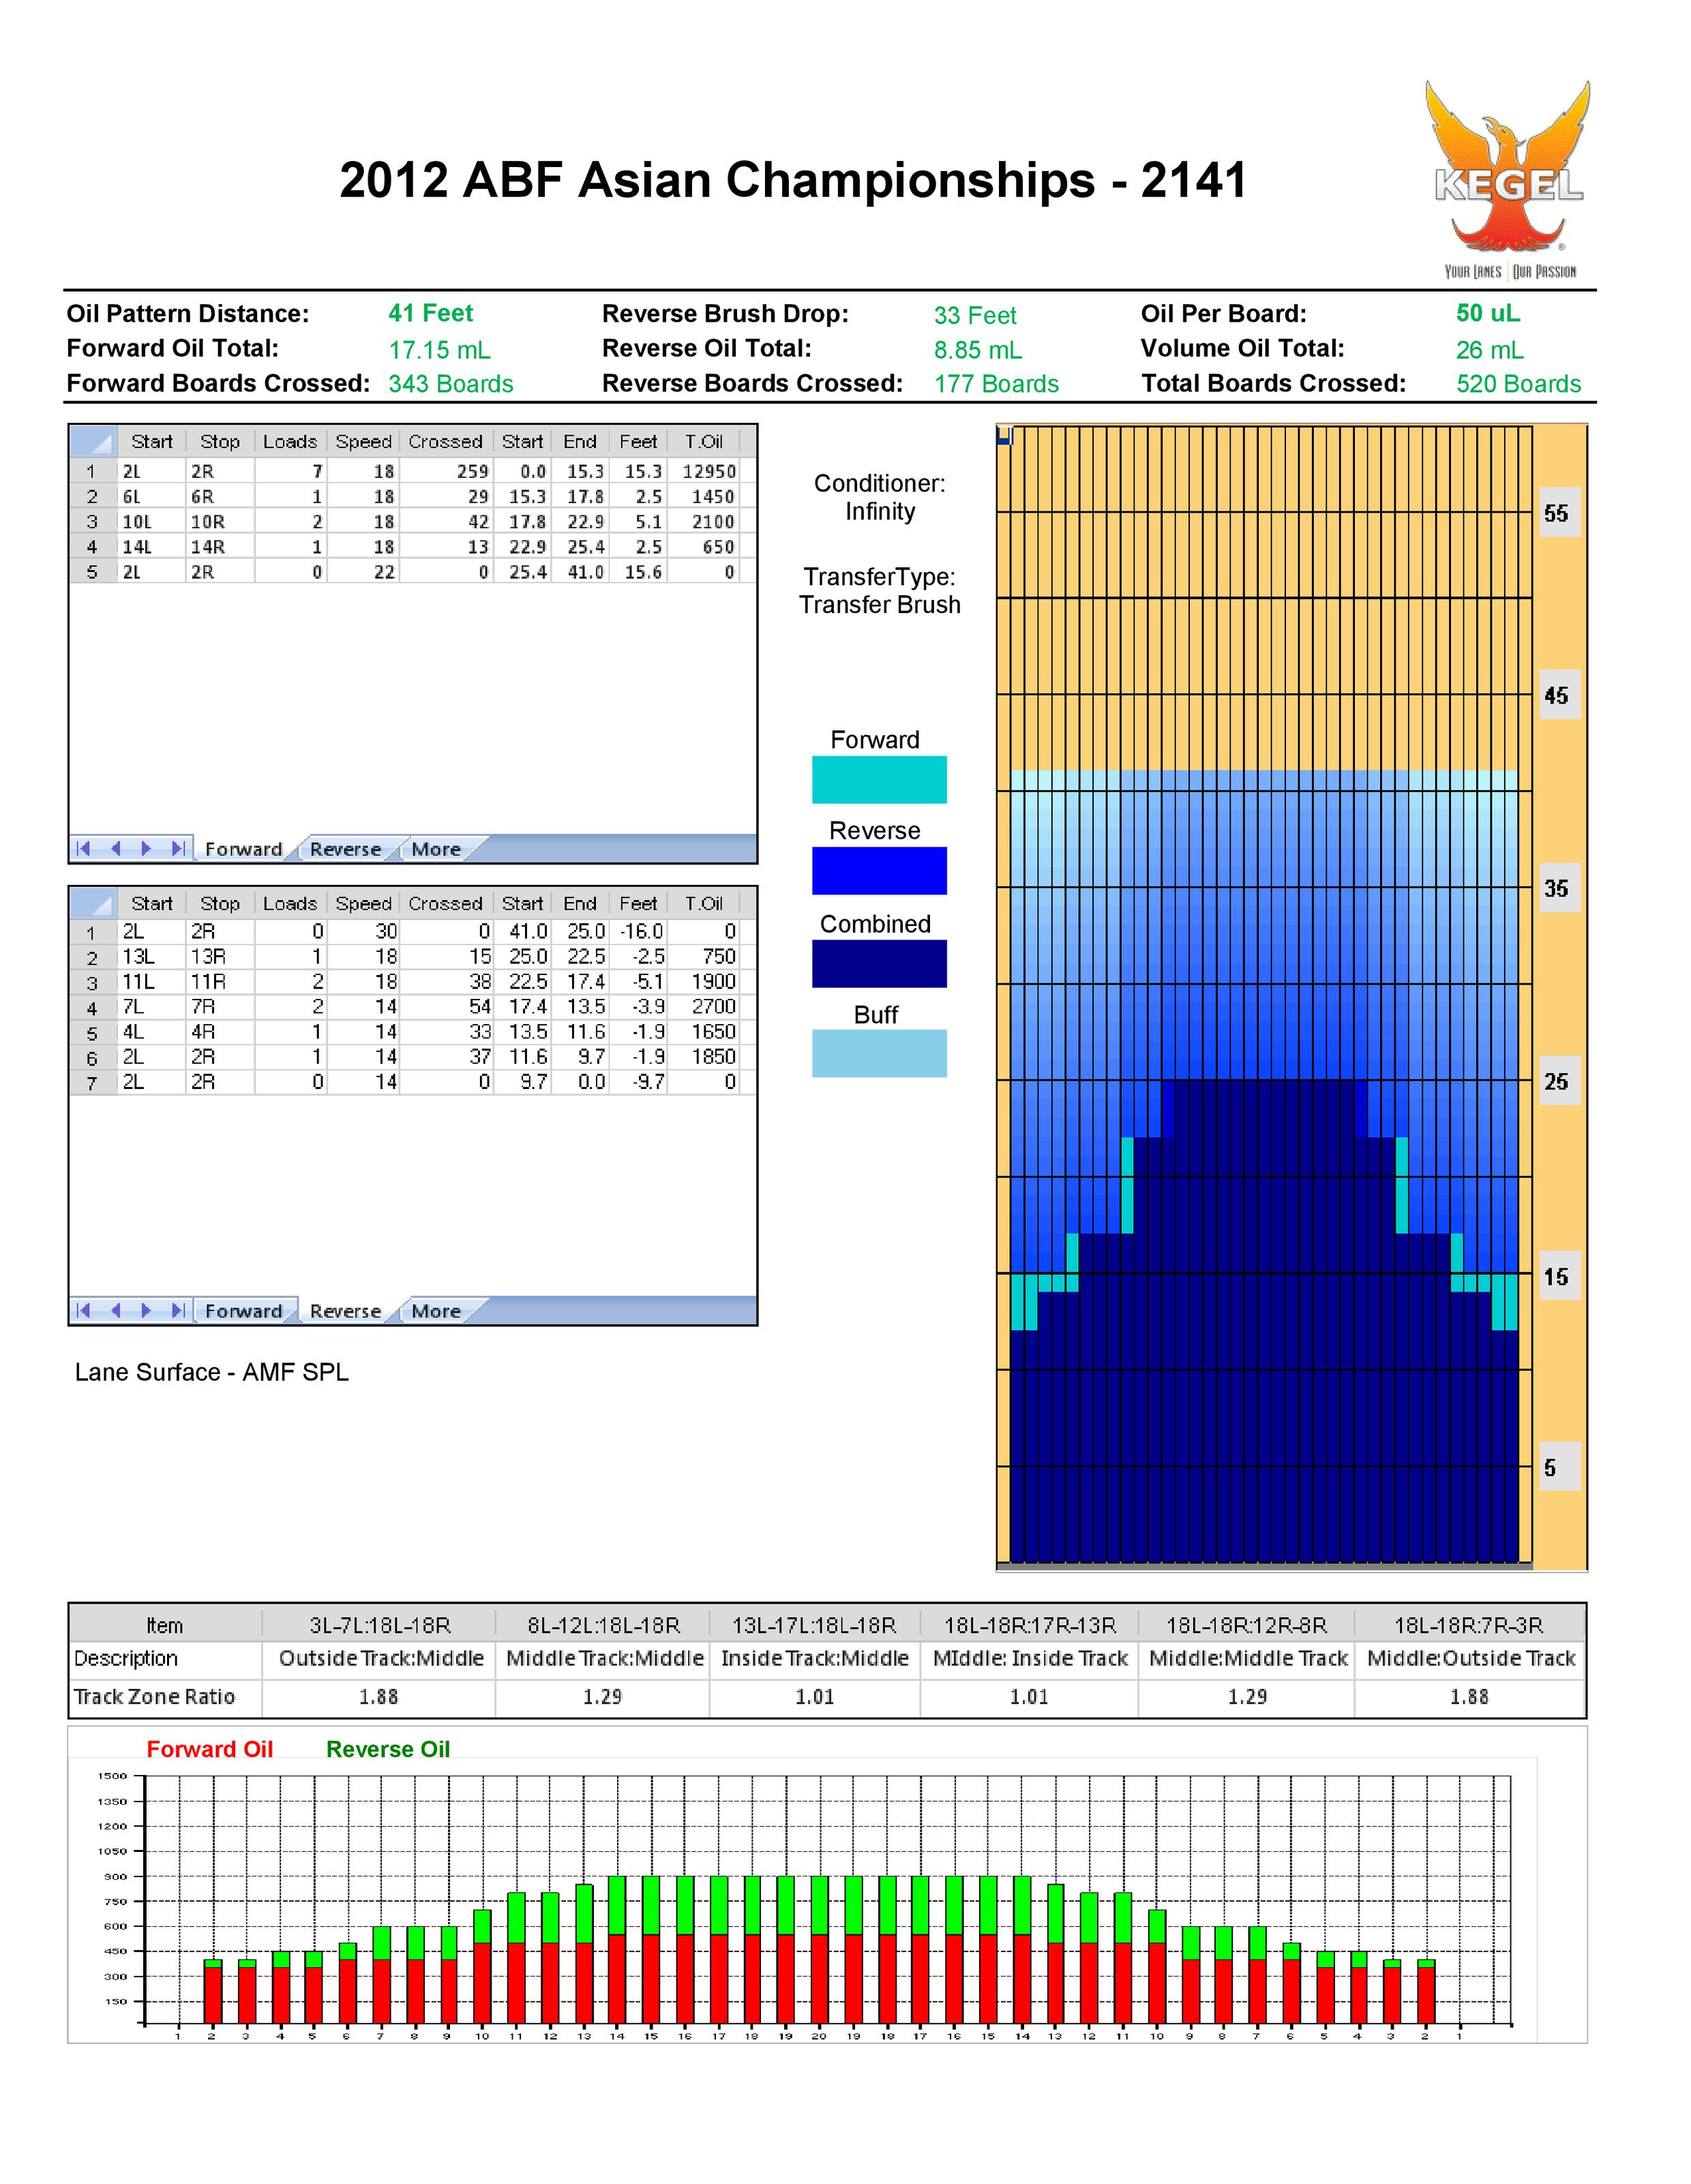 2012 ABF Asian Championships - 2141
KEGEL
YOUR LANES | OUR PASSION
Oil Pattern Distance: 41 Feet Reverse Brush Drop: 33 Feet Oil Per Board: 50 uL
Forward Oil Total: 17.15 mL Reverse Oil Total: 8.85 mL Volume Oil Total: 26 mL
Forward Boards Crossed: 343 Boards Reverse Boards Crossed: 177 Boards Total Boards Crossed: 520 Boards
Start Stop Loads Speed Crossed Start End Feet T.Oil
1 2L 2R 7 18 259 0.0 15.3 15.3 12950
2 6L 6R 1 18 29 15.3 17.8 2.5 1450
3 10L 10R 2 18 42 17.8 22.9 5.1 2100
4 14L 14R 1 18 13 22.9 25.4 2.5 650
5 2L 2R 0 22 0 25.4 41.0 15.6 0
Forward Reverse More
Start Stop Loads Speed Crossed Start End Feet T.Oil
1 2L 2R 0 30 0 41.0 25.0 -16.0 0
2 13L 13R 1 18 15 25.0 22.5 -2.5 750
3 11L 11R 2 18 38 22.5 17.4 -5.1 1900
4 7L 7R 2 14 54 17.4 13.5 -3.9 2700
5 4L 4R 1 14 33 13.5 11.6 -1.9 1650
6 2L 2R 1 14 37 11.6 9.7 -1.9 1850
7 2L 2R 0 14 0 9.7 0.0 -9.7 0
Forward Reverse More
Lane Surface - AMF SPL
Conditioner:
Infinity
TransferType:
Transfer Brush
Forward
Reverse
Combined
Buff
55
45
35
25
15
5
Item 3L-7L:18L-18R 8L-12L:18L-18R 13L-17L:18L-18R 18L-18R:17R-13R 18L-18R:12R-8R 18L-18R:7R-3R
Description Outside Track:Middle Middle Track:Middle Inside Track:Middle MIddle: Inside Track Middle:Middle Track Middle:Outside Track
Track Zone Ratio 1.88 1.29 1.01 1.01 1.29 1.88
Forward Oil Reverse Oil
1500
1350
1200
1050
900
750
600
450
300
150
1 2 3 4 5 6 7 8 9 10 11 12 13 14 15 16 17 18 19 20 19 18 17 16 15 14 13 12 11 10 9 8 7 6 5 4 3 2 1